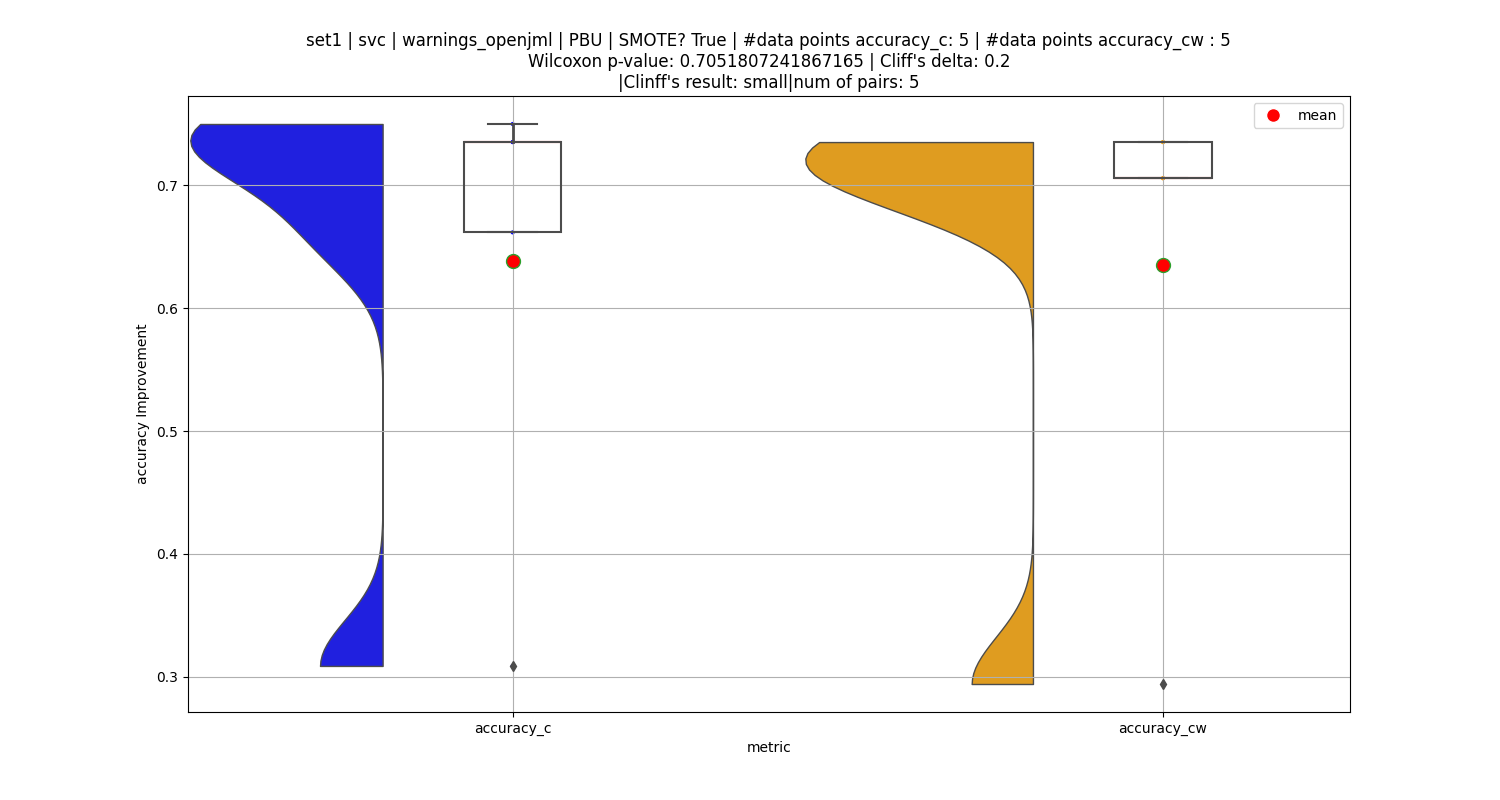 set1 | svc | warnings_openjml | PBU | SMOTE? True | #data points accuracy_c: 5 | #data points accuracy_cw : 5
Wilcoxon p-value: 0.7051807241867165 | Cliff's delta: 0.2
|Clinff's result: small|num of pairs: 5
mean
0.7
0.6
0.5
0.4
0.3
accuracy Improvement
accuracy_c
accuracy_cw
metric